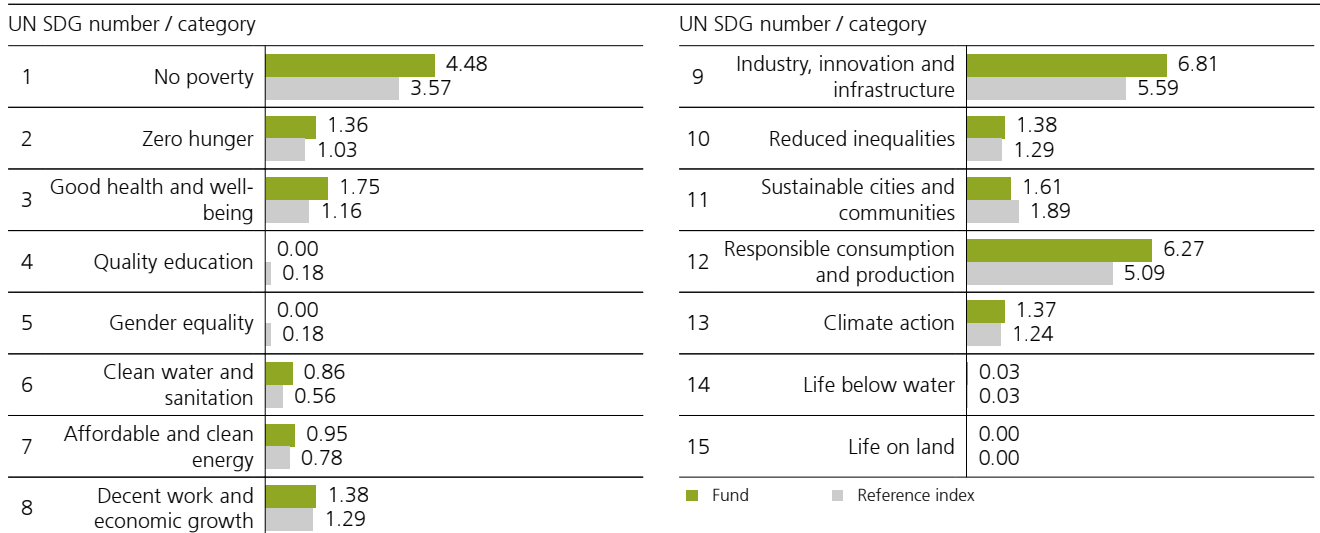 UN SDG number / category
1 No poverty 4.48
3.57
2 Zero hunger 1.36
1.03
3 Good health and well-
being 1.75
1.16
4 Quality education 0.00
0.18
5 Gender equality 0.00
0.18
6 Clean water and
sanitation 0.86
0.56
7 Affordable and clean
energy 0.95
0.78
8 Decent work and
economic growth 1.38
1.29
UN SDG number / category
9 Industry, innovation and
infrastructure 6.81
5.59
10 Reduced inequalities 1.38
1.29
11 Sustainable cities and
communities 1.61
1.89
12 Responsible consumption
and production 6.27
5.09
13 Climate action 1.37
1.24
14 Life below water 0.03
0.03
15 Life on land 0.00
0.00
Fund Reference index